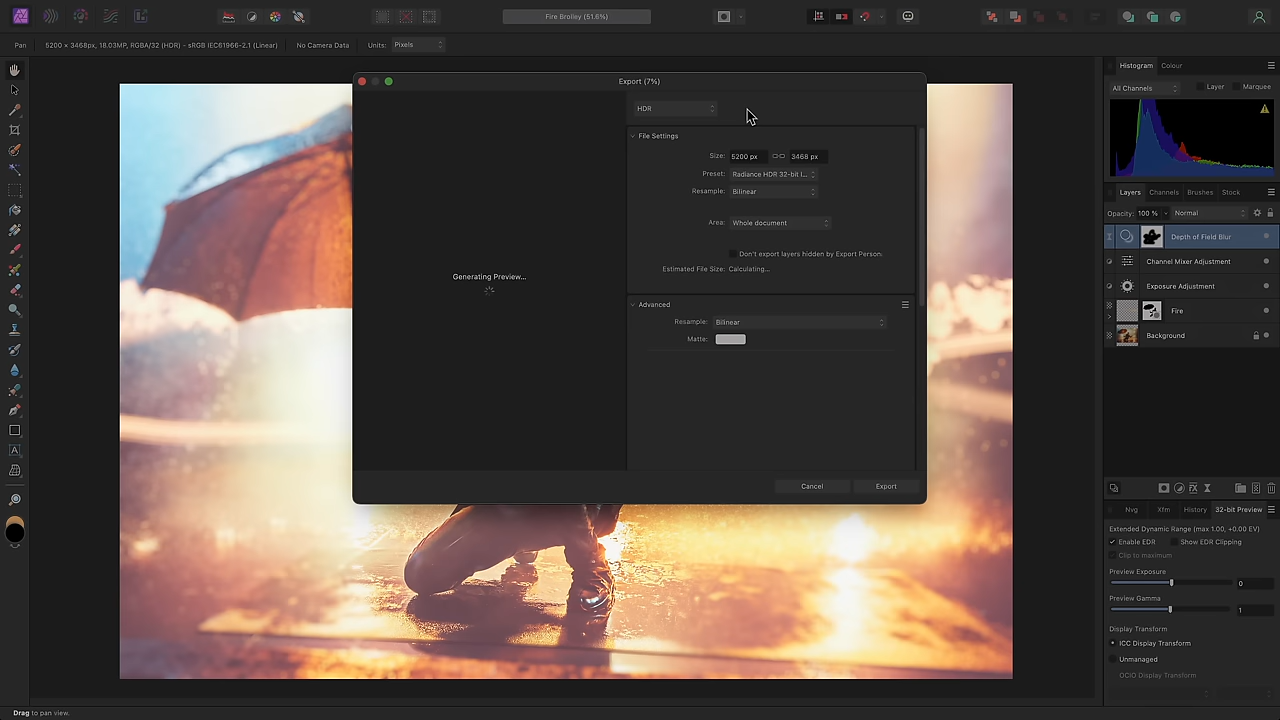 Fire Brolley (51.6%)
Pan
5200 × 3468px, 18.03MP, RGBA/32 (HDR) - sRGB IEC61966-2.1 (Linear)
No Camera Data
Units:
Pixels
Export (7%)
HDR
File Settings
Size:
5200 px
3468 px
Preset:
Radiance HDR 32-bit l...
Resample:
Bilinear
Area:
Whole document
Don't export layers hidden by Export Person
Estimated File Size:
Calculating...
Generating Preview...
Advanced
Resample:
Bilinear
Matte:
Cancel
Export
Histogram
Colour
All Channels
Layer
Marquee
Layers
Channels
Brushes
Stock
Opacity:
100 %
Normal
Depth of Field Blur
Channel Mixer Adjustment
Exposure Adjustment
Fire
Background
Nvg
Xfm
History
32-bit Preview
Extended Dynamic Range (max 1.00, +0.00 EV)
Enable EDR
Show EDR Clipping
Clip to maximum
Preview Exposure
0
Preview Gamma
1
Display Transform
ICC Display Transform
Unmanaged
OCIO Display Transform
Drag to pan view.